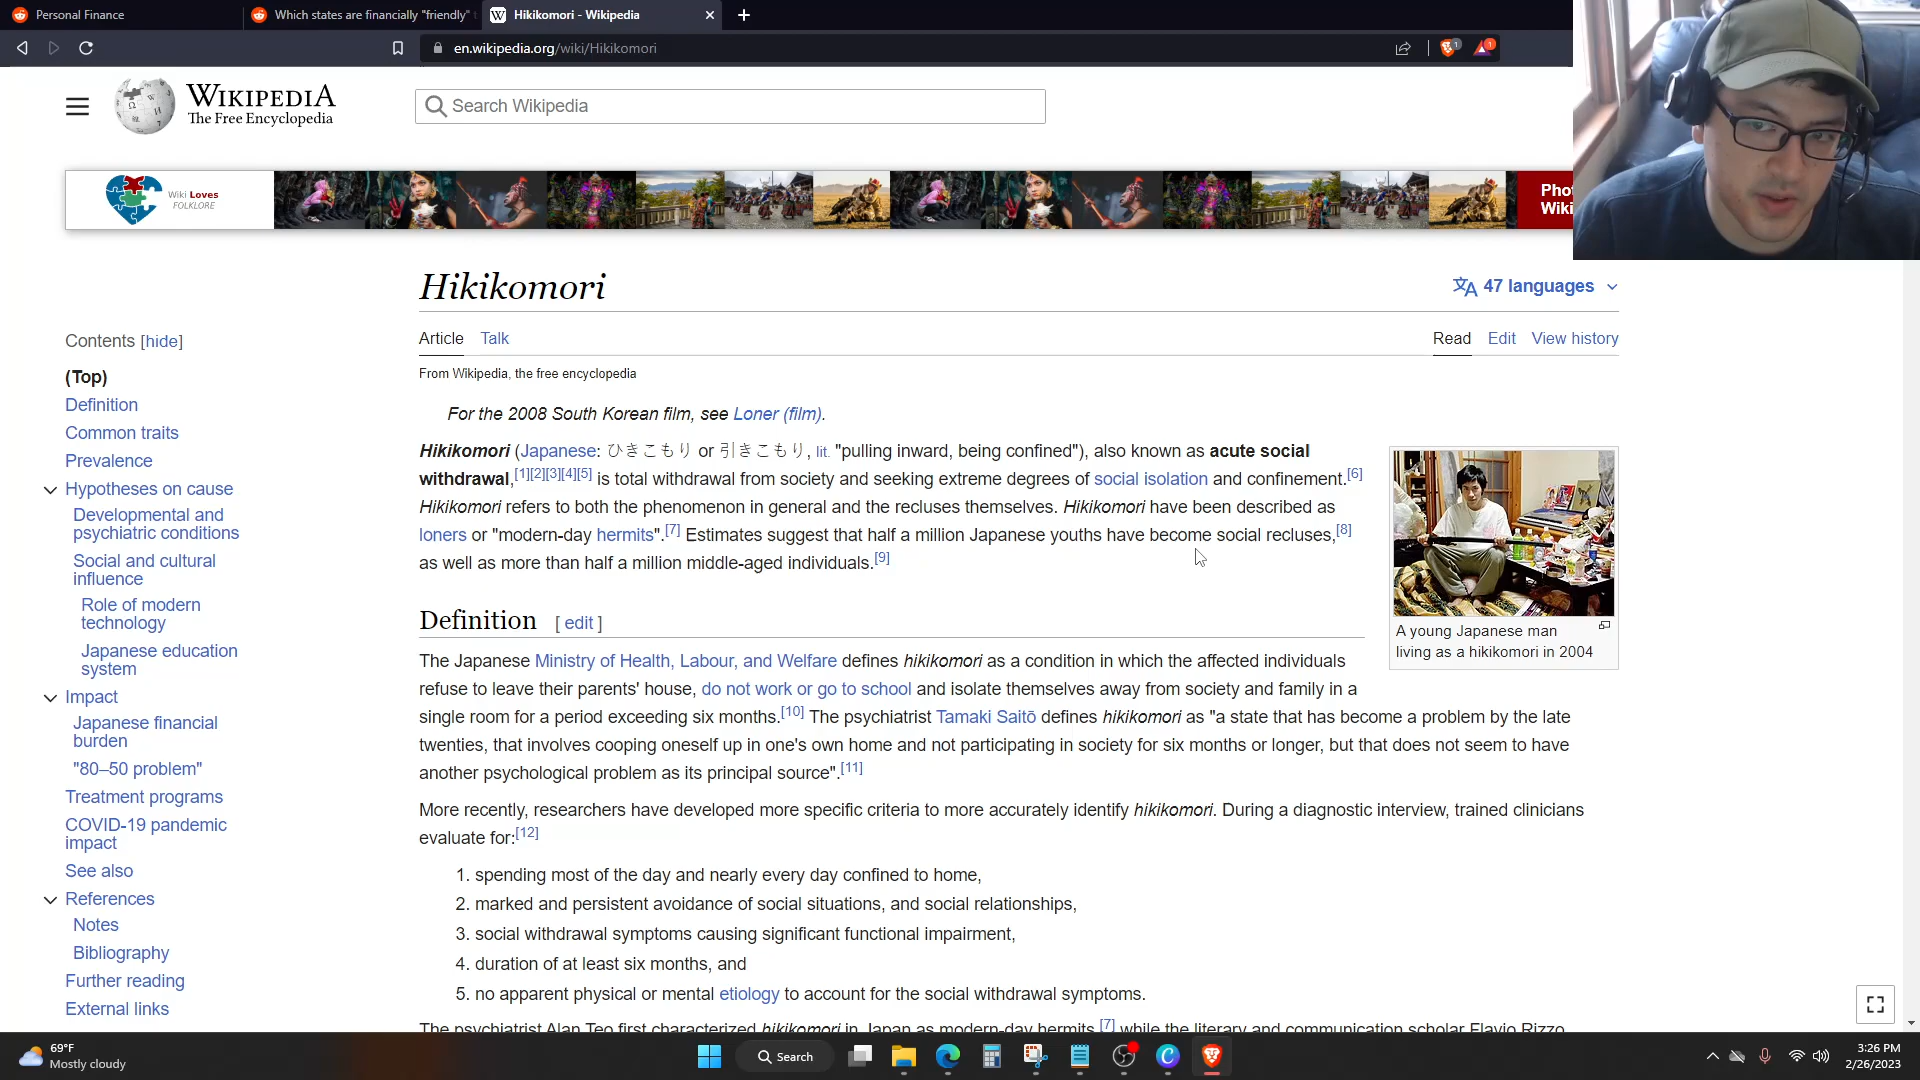 Personal Finance
Which states are financially "friendly"
Hikikomori - Wikipedia
en.wikipedia.org/wiki/Hikikomori
1
1
WIKIPEDIA
The Free Encyclopedia
Search Wikipedia
Wiki Loves
FOLKLORE
Hikikomori
47 languages
Article Talk
Read Edit View history
From Wikipedia, the free encyclopedia
For the 2008 South Korean film, see Loner (film).
Hikikomori (Japanese: ひきこもり or 引きこもり, lit. "pulling inward, being confined"), also known as acute social
withdrawal,[1][2][3][4][5] is total withdrawal from society and seeking extreme degrees of social isolation and confinement.[6]
Hikikomori refers to both the phenomenon in general and the recluses themselves. Hikikomori have been described as
loners or "modern-day hermits".[7] Estimates suggest that half a million Japanese youths have become social recluses,[8]
as well as more than half a million middle-aged individuals.[9]
A young Japanese man
living as a hikikomori in 2004
Definition [ edit ]
The Japanese Ministry of Health, Labour, and Welfare defines hikikomori as a condition in which the affected individuals
refuse to leave their parents' house, do not work or go to school and isolate themselves away from society and family in a
single room for a period exceeding six months.[10] The psychiatrist Tamaki Saitō defines hikikomori as "a state that has become a problem by the late
twenties, that involves cooping oneself up in one's own home and not participating in society for six months or longer, but that does not seem to have
another psychological problem as its principal source".[11]
More recently, researchers have developed more specific criteria to more accurately identify hikikomori. During a diagnostic interview, trained clinicians
evaluate for:[12]
1. spending most of the day and nearly every day confined to home,
2. marked and persistent avoidance of social situations, and social relationships,
3. social withdrawal symptoms causing significant functional impairment,
4. duration of at least six months, and
5. no apparent physical or mental etiology to account for the social withdrawal symptoms.
The psychiatrist Alan Teo first characterized hikikomori in Japan as modern-day hermits,[7] while the literary and communication scholar Flavio Rizzo
Contents [hide]
(Top)
Definition
Common traits
Prevalence
Hypotheses on cause
Developmental and
psychiatric conditions
Social and cultural
influence
Role of modern
technology
Japanese education
system
Impact
Japanese financial
burden
"80–50 problem"
Treatment programs
COVID-19 pandemic
impact
See also
References
Notes
Bibliography
Further reading
External links
69°F
Mostly cloudy
Search
3:26 PM
2/26/2023